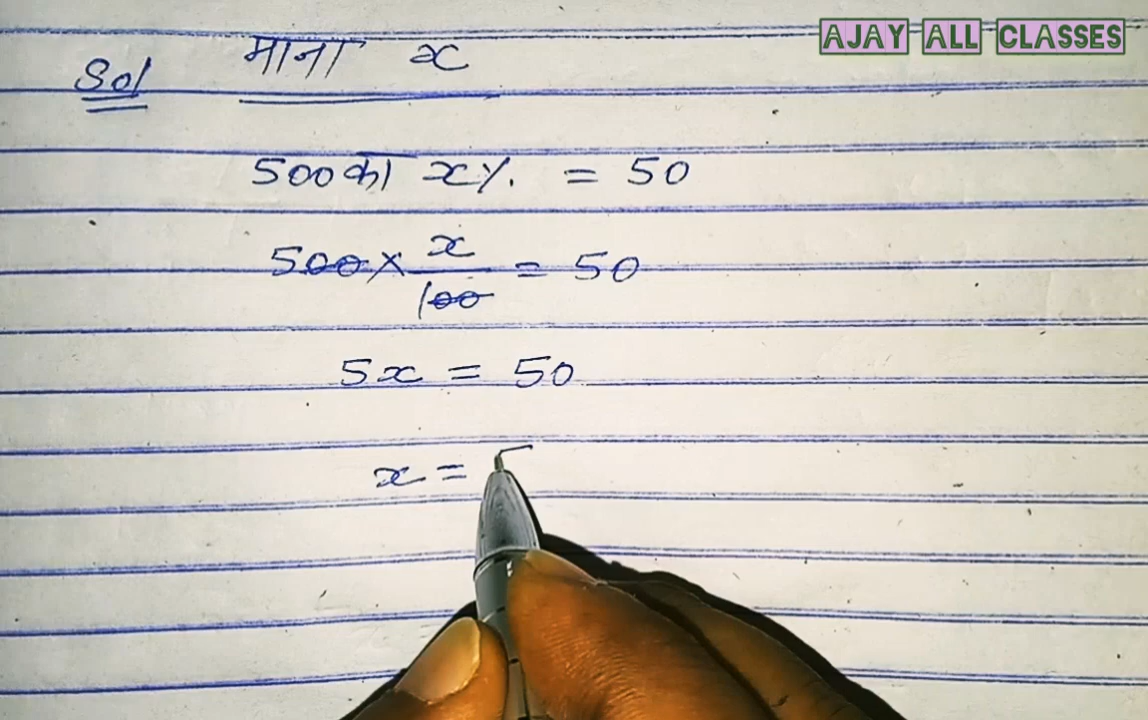 AJAY ALL CLASSES
Sol माना x
500 का x% = 50
500 × x/100 = 50
5x = 50
x =